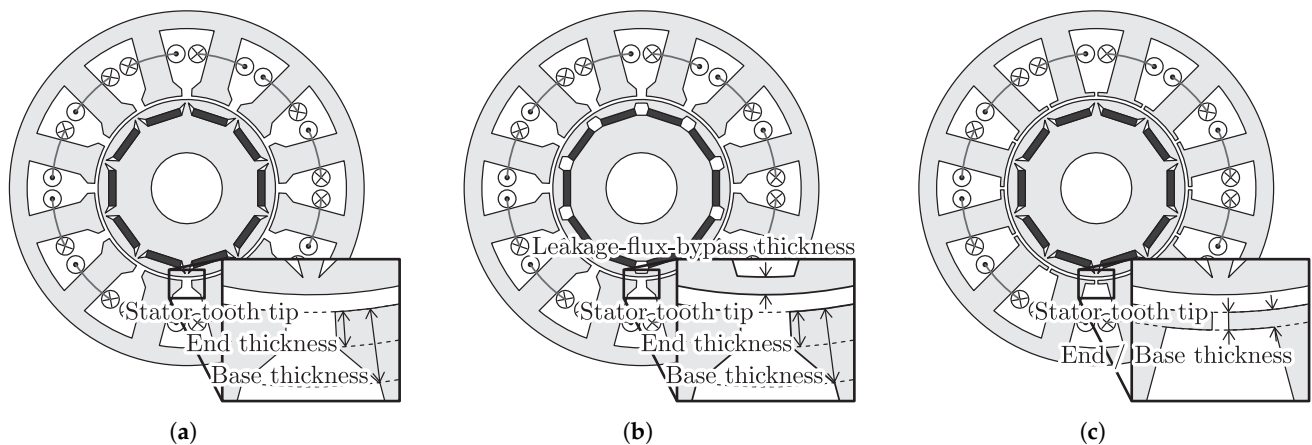 Stator-tooth-tip
End thickness
Base thickness
(a)
Leakage-flux-bypass thickness
Stator-tooth-tip
End thickness
Base thickness
(b)
Stator-tooth-tip
End / Base thickness
(c)